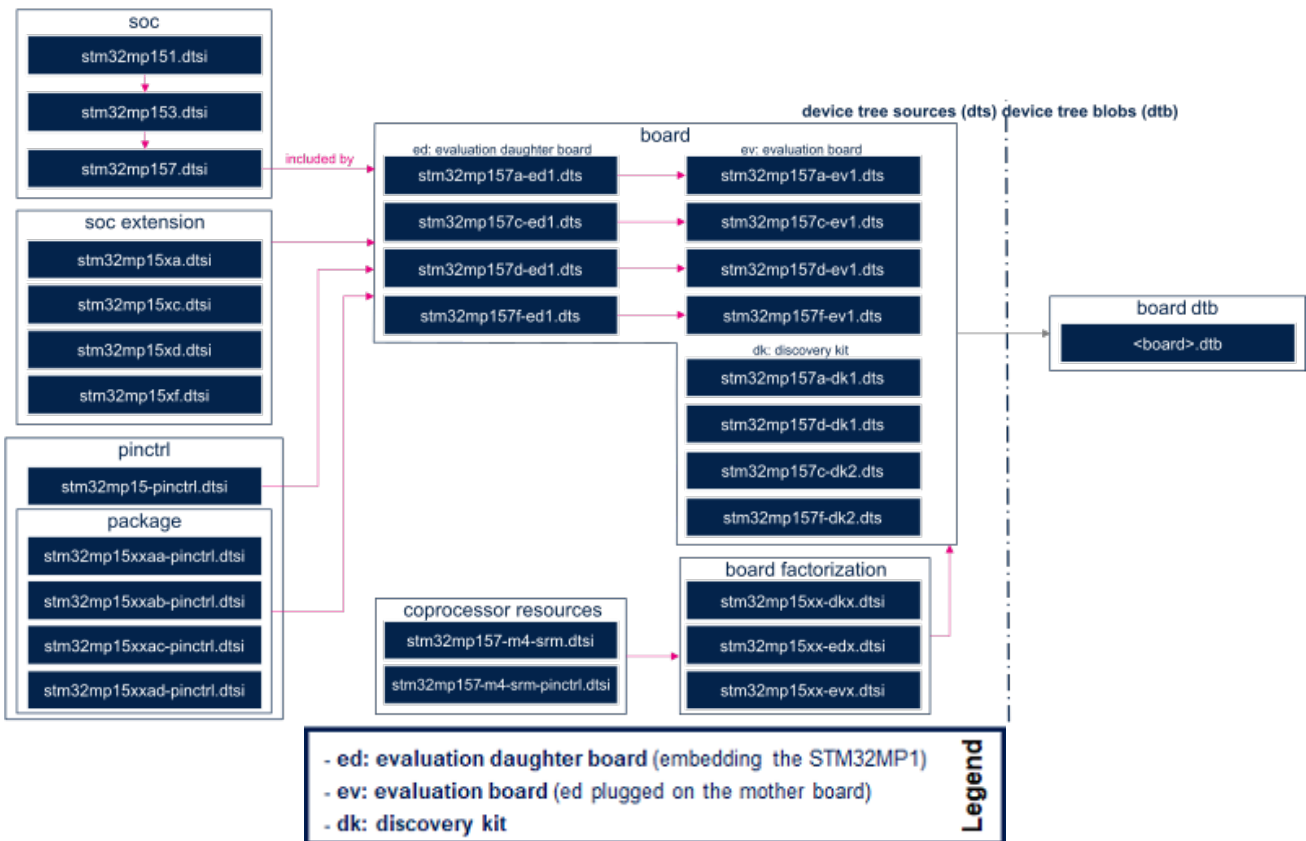 soc
stm32mp151.dtsi
stm32mp153.dtsi
stm32mp157.dtsi
included by
soc extension
stm32mp15xa.dtsi
stm32mp15xc.dtsi
stm32mp15xd.dtsi
stm32mp15xf.dtsi
pinctrl
stm32mp15-pinctrl.dtsi
package
stm32mp15xxaa-pinctrl.dtsi
stm32mp15xxab-pinctrl.dtsi
stm32mp15xxac-pinctrl.dtsi
stm32mp15xxad-pinctrl.dtsi
device tree sources (dts) device tree blobs (dtb)
board
ed: evaluation daughter board
stm32mp157a-ed1.dts
stm32mp157c-ed1.dts
stm32mp157d-ed1.dts
stm32mp157f-ed1.dts
ev: evaluation board
stm32mp157a-ev1.dts
stm32mp157c-ev1.dts
stm32mp157d-ev1.dts
stm32mp157f-ev1.dts
dk: discovery kit
stm32mp157a-dk1.dts
stm32mp157d-dk1.dts
stm32mp157c-dk2.dts
stm32mp157f-dk2.dts
coprocessor resources
stm32mp157-m4-srm.dtsi
stm32mp157-m4-srm-pinctrl.dtsi
board factorization
stm32mp15xx-dkx.dtsi
stm32mp15xx-edx.dtsi
stm32mp15xx-evx.dtsi
board dtb
<board>.dtb
- ed: evaluation daughter board (embedding the STM32MP1)
- ev: evaluation board (ed plugged on the mother board)
- dk: discovery kit
Legend